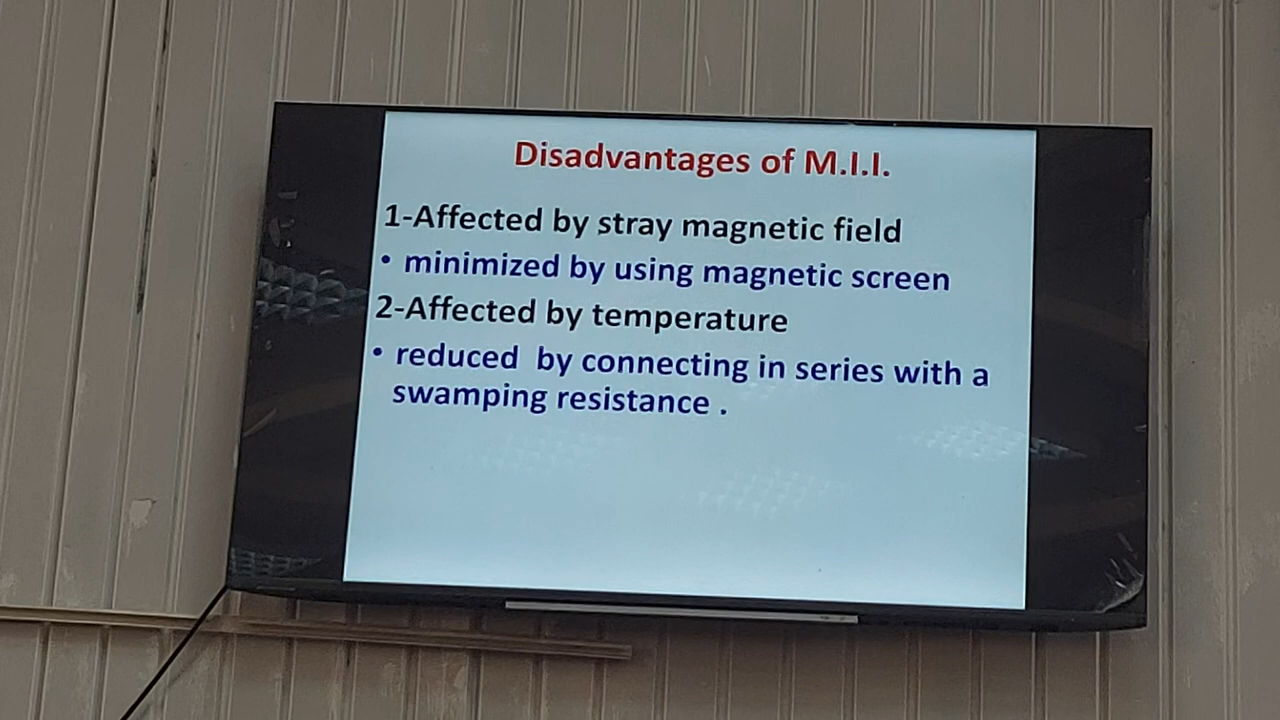 Disadvantages of M.I.I.
1-Affected by stray magnetic field
• minimized by using magnetic screen
2-Affected by temperature
• reduced by connecting in series with a
swamping resistance .